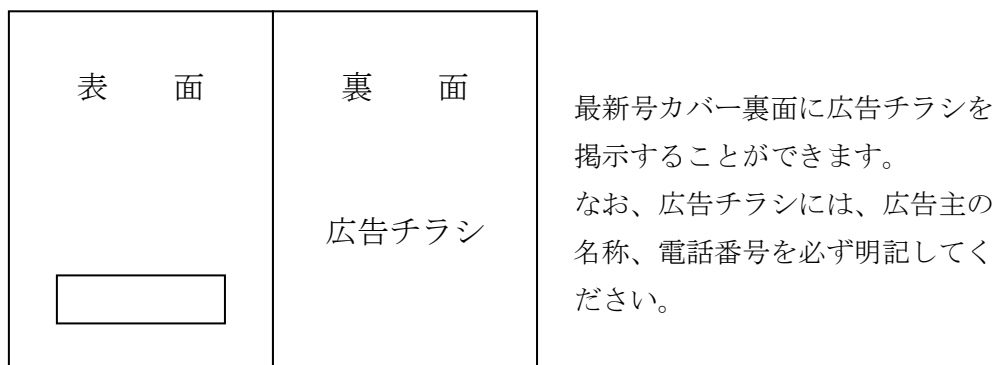 表　面
裏　面
広告チラシ
最新号カバー裏面に広告チラシを
掲示することができます。
なお、広告チラシには、広告主の
名称、電話番号を必ず明記してく
ださい。